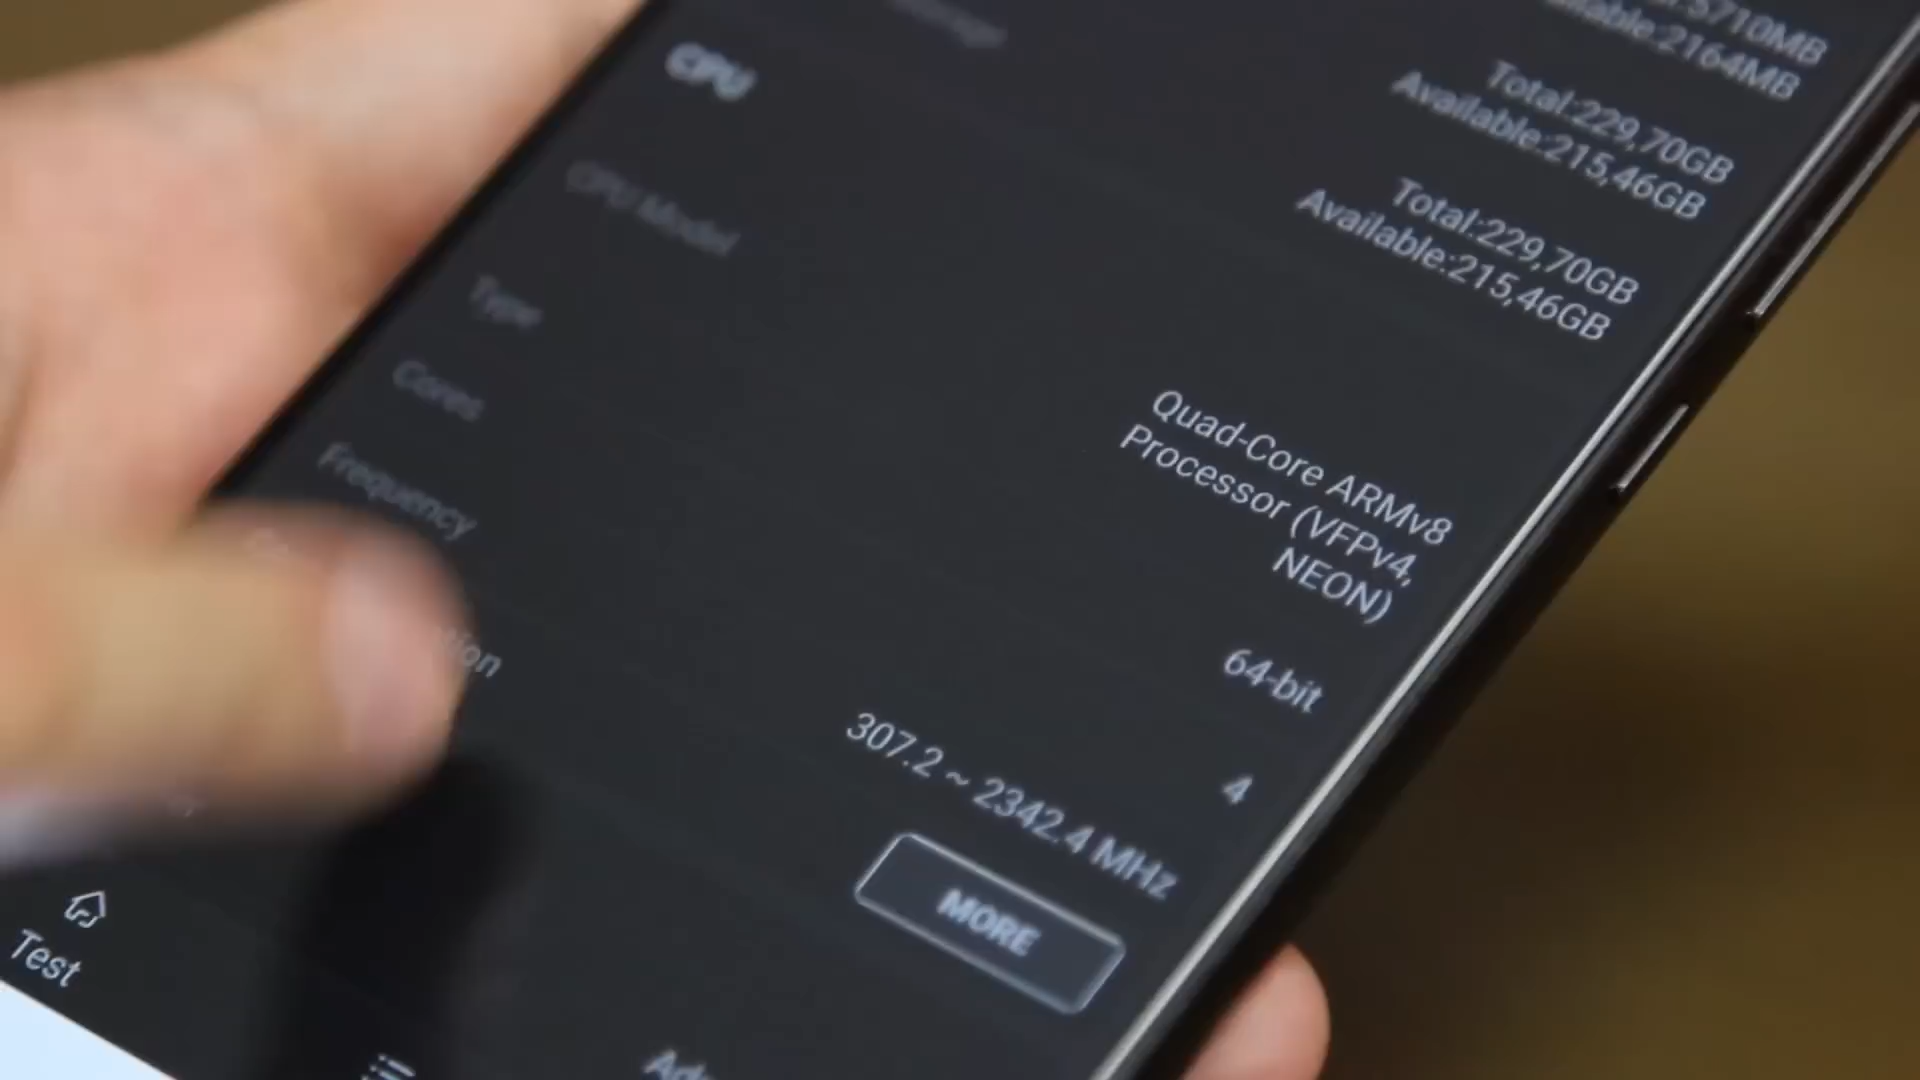 5710MB
Available:2164MB
Total:229,70GB
Available:215,46GB
Total:229,70GB
Available:215,46GB
CPU
CPU Model
Quad-Core ARMv8
Processor (VFPv4,
NEON)
Type
64-bit
Cores
4
Frequency
307.2 ~ 2342.4 MHz
MORE
Test